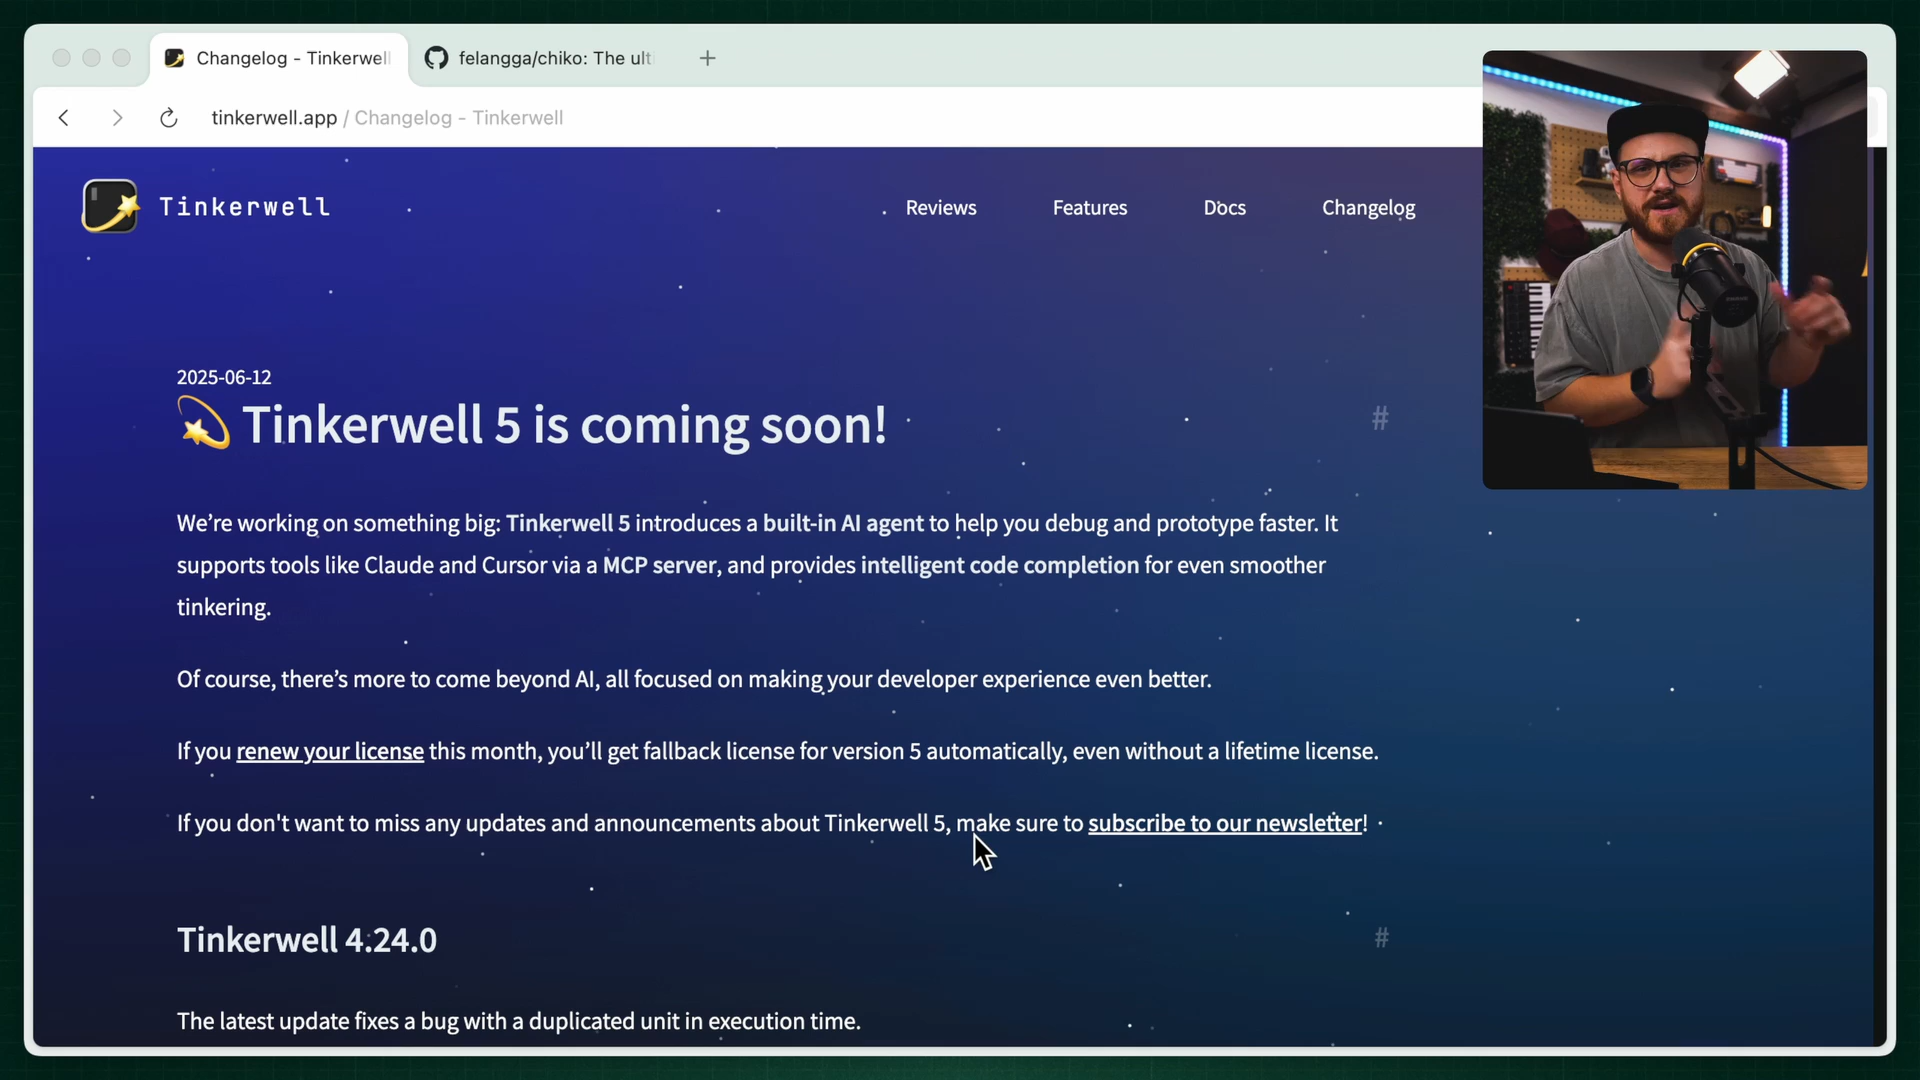 Changelog - Tinkerwell
felangga/chiko: The ulti
tinkerwell.app / Changelog - Tinkerwell
Tinkerwell
Reviews
Features
Docs
Changelog
2025-06-12
💫 Tinkerwell 5 is coming soon!
#
We’re working on something big: Tinkerwell 5 introduces a built-in AI agent to help you debug and prototype faster. It
supports tools like Claude and Cursor via a MCP server, and provides intelligent code completion for even smoother
tinkering.
Of course, there’s more to come beyond AI, all focused on making your developer experience even better.
If you renew your license this month, you’ll get fallback license for version 5 automatically, even without a lifetime license.
If you don't want to miss any updates and announcements about Tinkerwell 5, make sure to subscribe to our newsletter!
Tinkerwell 4.24.0
#
The latest update fixes a bug with a duplicated unit in execution time.